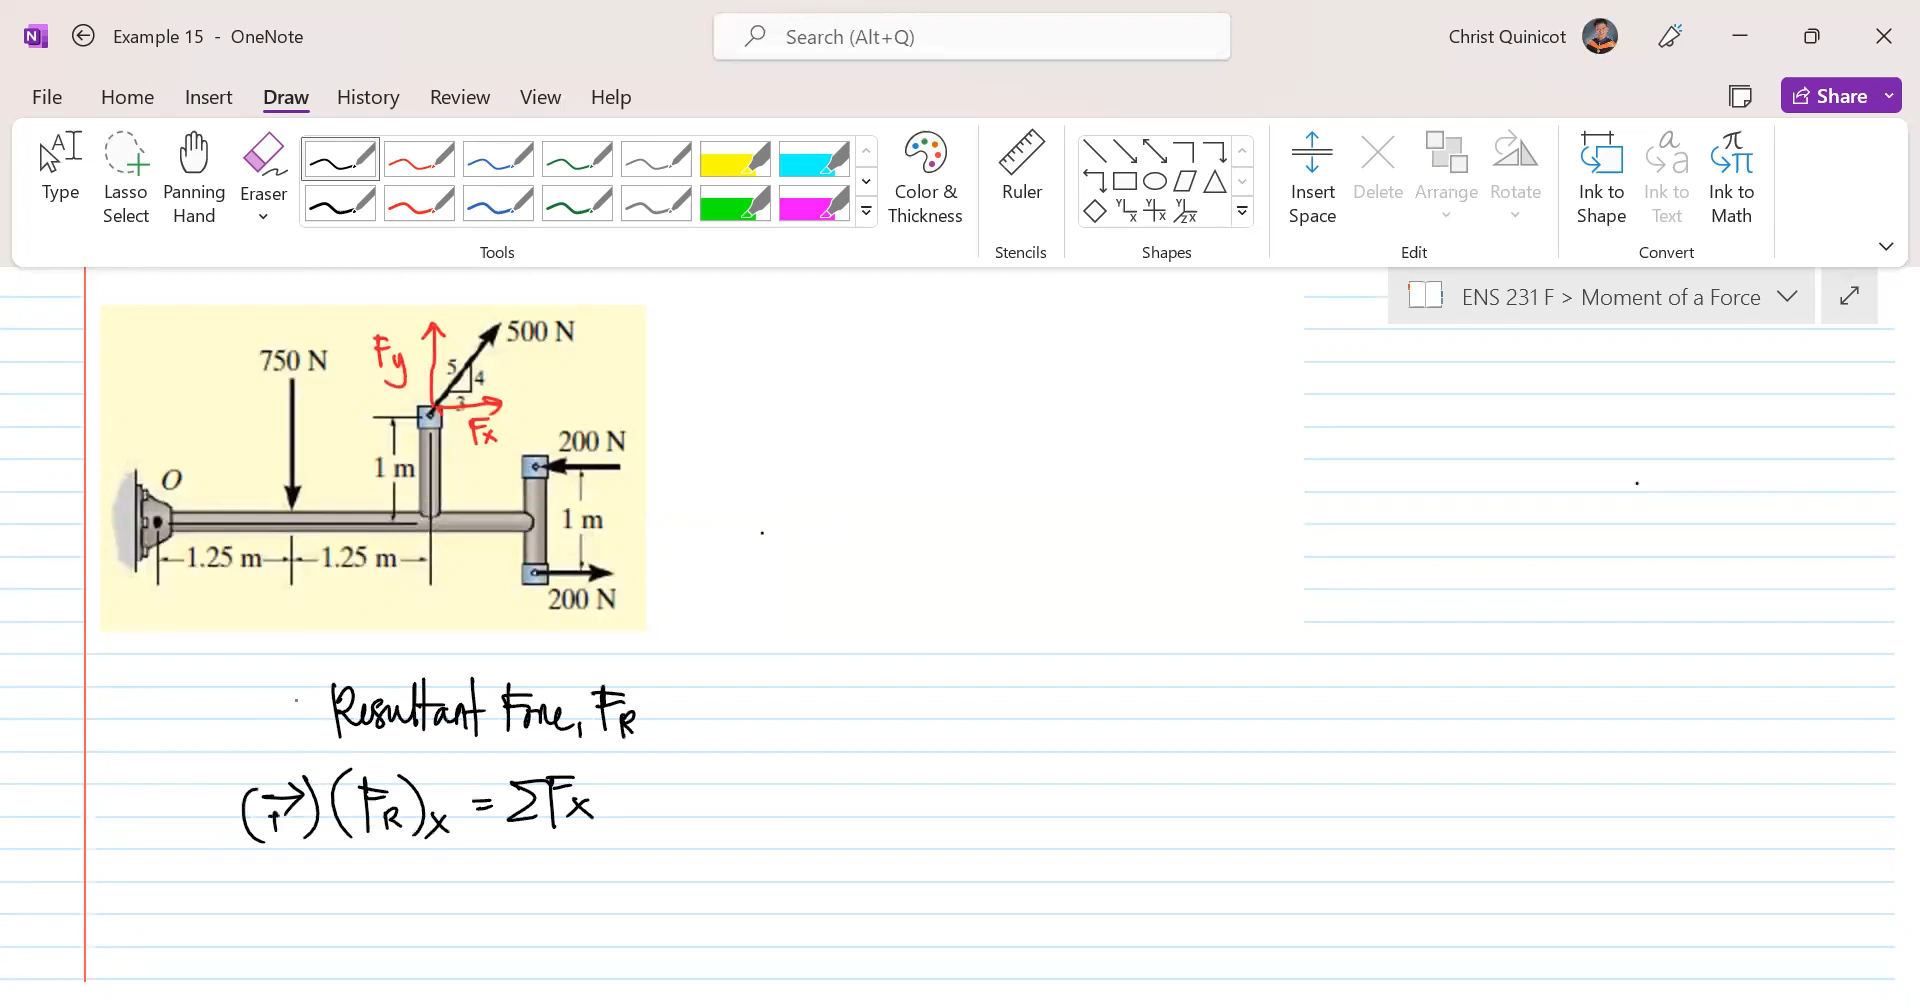 Example 15 - OneNote
Search (Alt+Q)
Christ Quinicot
File Home Insert Draw History Review View Help
Share
Type
Lasso Select
Panning Hand
Eraser
Color & Thickness
Ruler
Insert Space
Delete
Arrange
Rotate
Ink to Shape
Ink to Text
Ink to Math
Tools
Stencils
Shapes
Edit
Convert
ENS 231 F > Moment of a Force
500 N
Fy
750 N
5
4
3
Fx
200 N
1 m
O
1 m
1.25 m
1.25 m
200 N
Resultant Force, FR
(→+) (FR)x = ΣFx